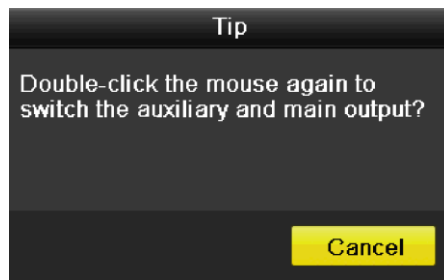 Tip
Double-click the mouse again to
switch the auxiliary and main output?
Cancel